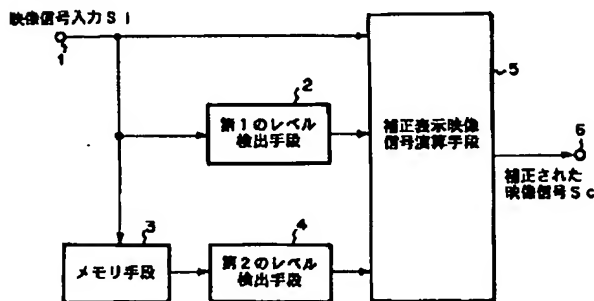 映像信号入力Si
1
2
第1のレベル
検出手段
3
メモリ手段
4
第2のレベル
検出手段
補正表示映像
信号演算手段
5
6
補正された
映像信号Sc